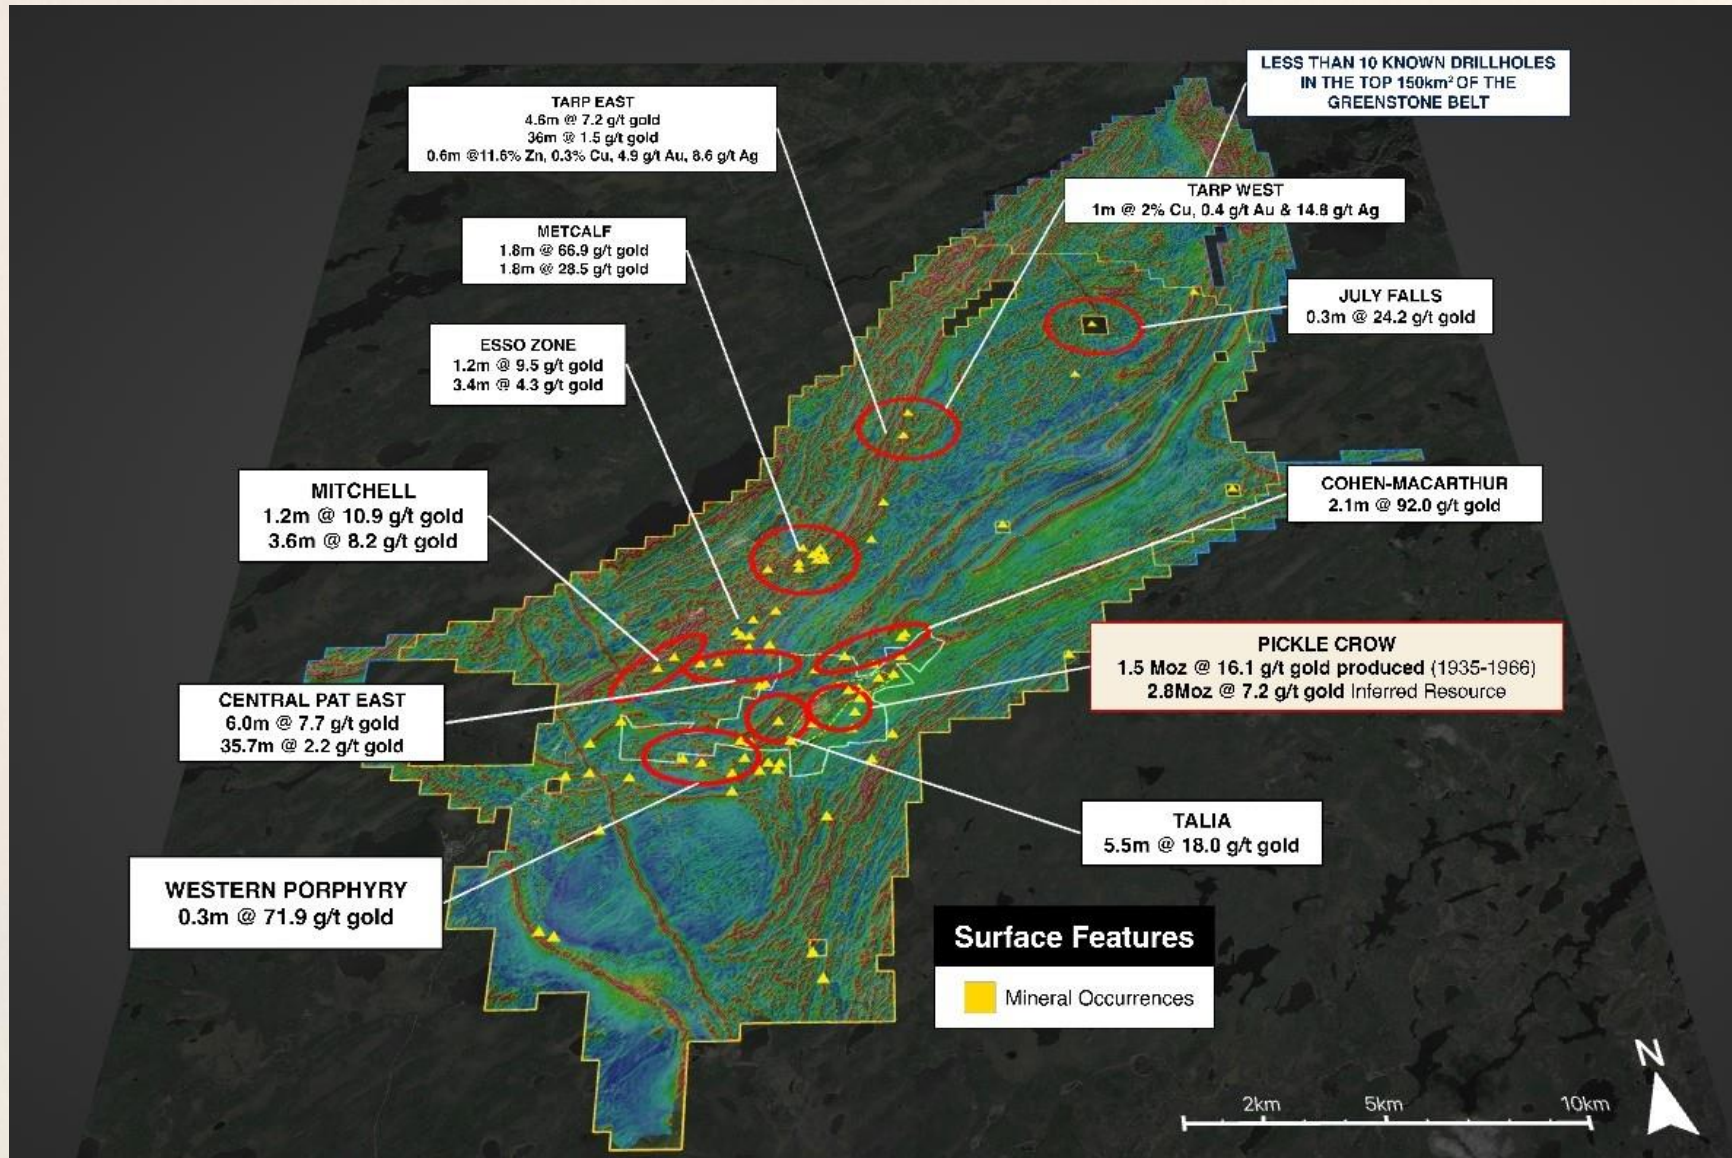 LESS THAN 10 KNOWN DRILLHOLES
IN THE TOP 150km² OF THE
GREENSTONE BELT
TARP EAST
4.6m @ 7.2 g/t gold
36m @ 1.5 g/t gold
0.6m @11.6% Zn, 0.3% Cu, 4.9 g/t Au, 8.6 g/t Ag
TARP WEST
1m @ 2% Cu, 0.4 g/t Au & 14.8 g/t Ag
METCALF
1.8m @ 66.9 g/t gold
1.8m @ 28.5 g/t gold
JULY FALLS
0.3m @ 24.2 g/t gold
ESSO ZONE
1.2m @ 9.5 g/t gold
3.4m @ 4.3 g/t gold
MITCHELL
1.2m @ 10.9 g/t gold
3.6m @ 8.2 g/t gold
COHEN-MACARTHUR
2.1m @ 92.0 g/t gold
PICKLE CROW
1.5 Moz @ 16.1 g/t gold produced (1935-1966)
2.8Moz @ 7.2 g/t gold Inferred Resource
CENTRAL PAT EAST
6.0m @ 7.7 g/t gold
35.7m @ 2.2 g/t gold
TALIA
5.5m @ 18.0 g/t gold
WESTERN PORPHYRY
0.3m @ 71.9 g/t gold
Surface Features
Mineral Occurrences
N
2km 5km 10km